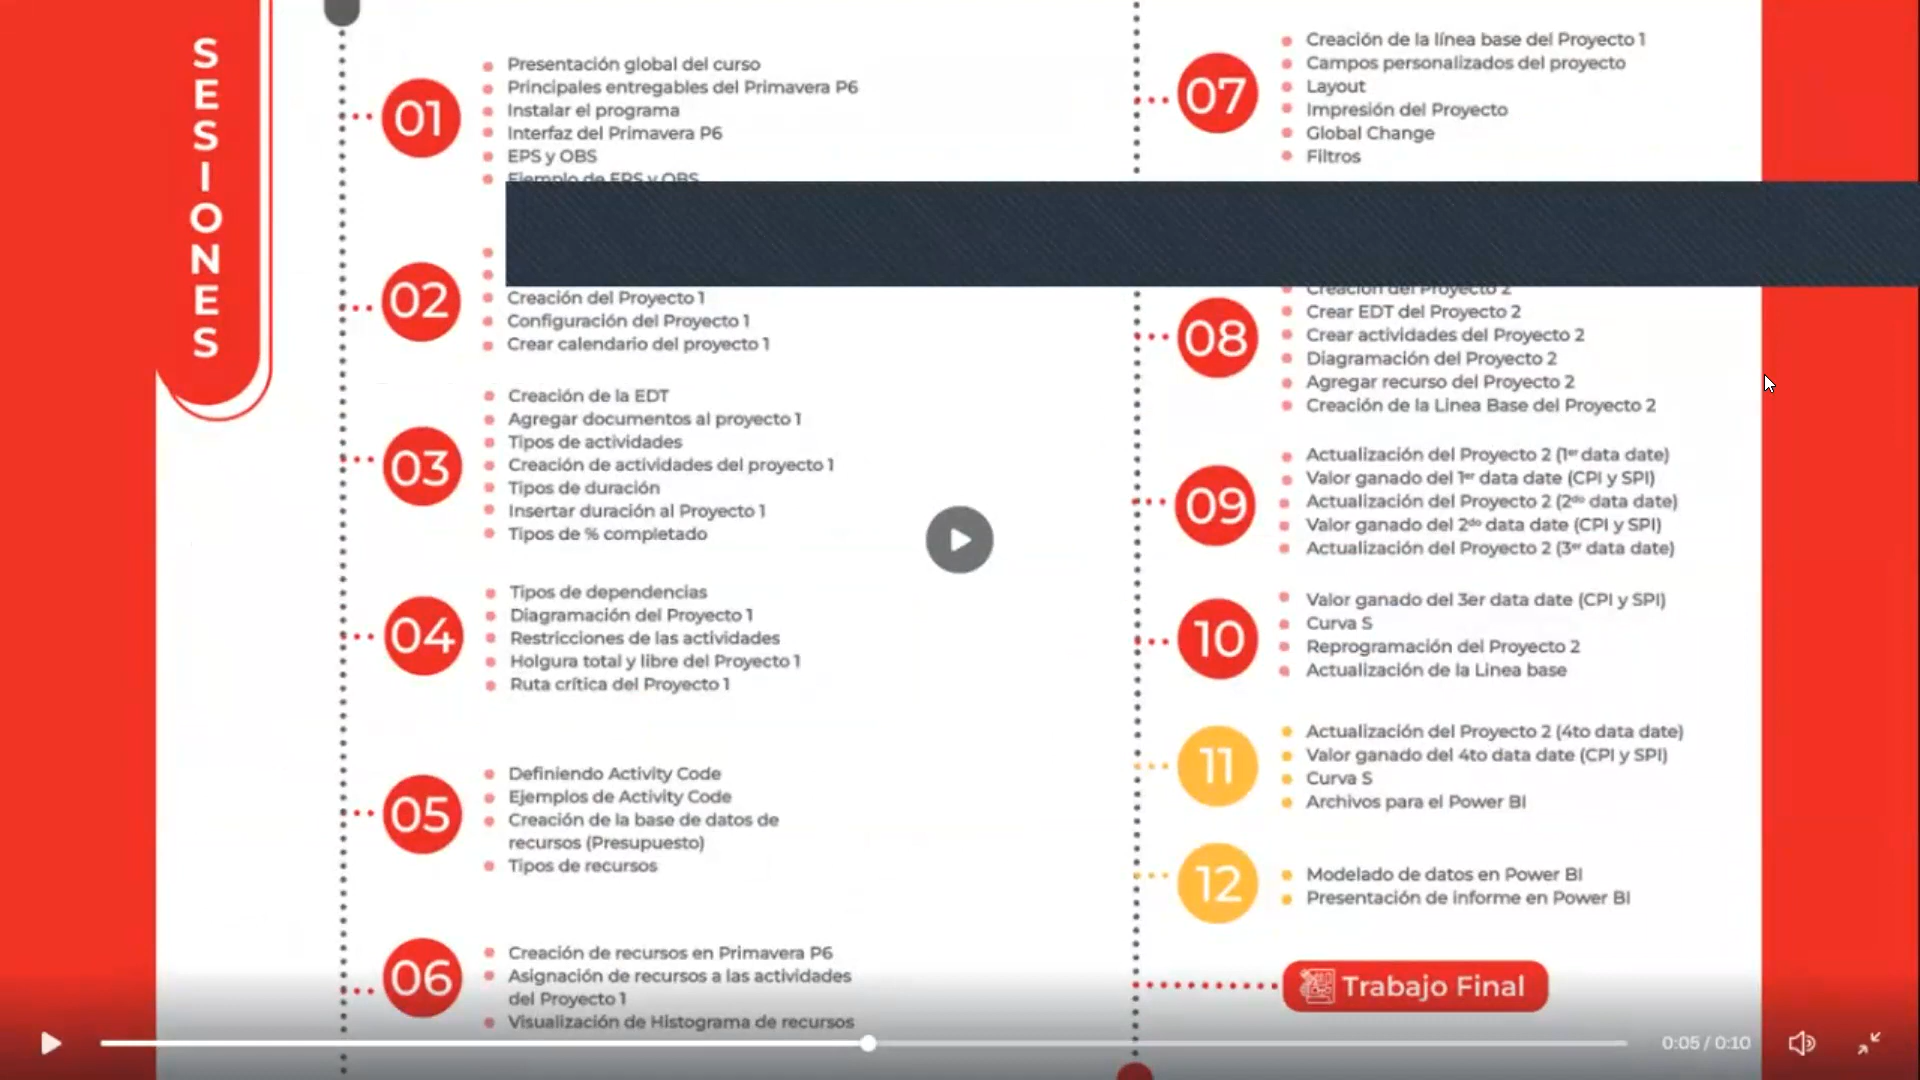 SESIONES
01
Presentación global del curso
Principales entregables del Primavera P6
Instalar el programa
Interfaz del Primavera P6
EPS y OBS
Ejemplo de EPS y OBS
02
Creación del Proyecto 1
Configuración del Proyecto 1
Crear calendario del proyecto 1
03
Creación de la EDT
Agregar documentos al proyecto 1
Tipos de actividades
Creación de actividades del proyecto 1
Tipos de duración
Insertar duración al Proyecto 1
Tipos de % completado
04
Tipos de dependencias
Diagramación del Proyecto 1
Restricciones de las actividades
Holgura total y libre del Proyecto 1
Ruta crítica del Proyecto 1
05
Definiendo Activity Code
Ejemplos de Activity Code
Creación de la base de datos de
recursos (Presupuesto)
Tipos de recursos
06
Creación de recursos en Primavera P6
Asignación de recursos a las actividades
del Proyecto 1
Visualización de Histograma de recursos
07
Creación de la línea base del Proyecto 1
Campos personalizados del proyecto
Layout
Impresión del Proyecto
Global Change
Filtros
08
Creación del Proyecto 2
Crear EDT del Proyecto 2
Crear actividades del Proyecto 2
Diagramación del Proyecto 2
Agregar recurso del Proyecto 2
Creación de la Linea Base del Proyecto 2
09
Actualización del Proyecto 2 (1er data date)
Valor ganado del 1er data date (CPI y SPI)
Actualización del Proyecto 2 (2do data date)
Valor ganado del 2do data date (CPI y SPI)
Actualización del Proyecto 2 (3er data date)
10
Valor ganado del 3er data date (CPI y SPI)
Curva S
Reprogramación del Proyecto 2
Actualización de la Linea base
11
Actualización del Proyecto 2 (4to data date)
Valor ganado del 4to data date (CPI y SPI)
Curva S
Archivos para el Power BI
12
Modelado de datos en Power BI
Presentación de informe en Power BI
Trabajo Final
0:05 / 0:10